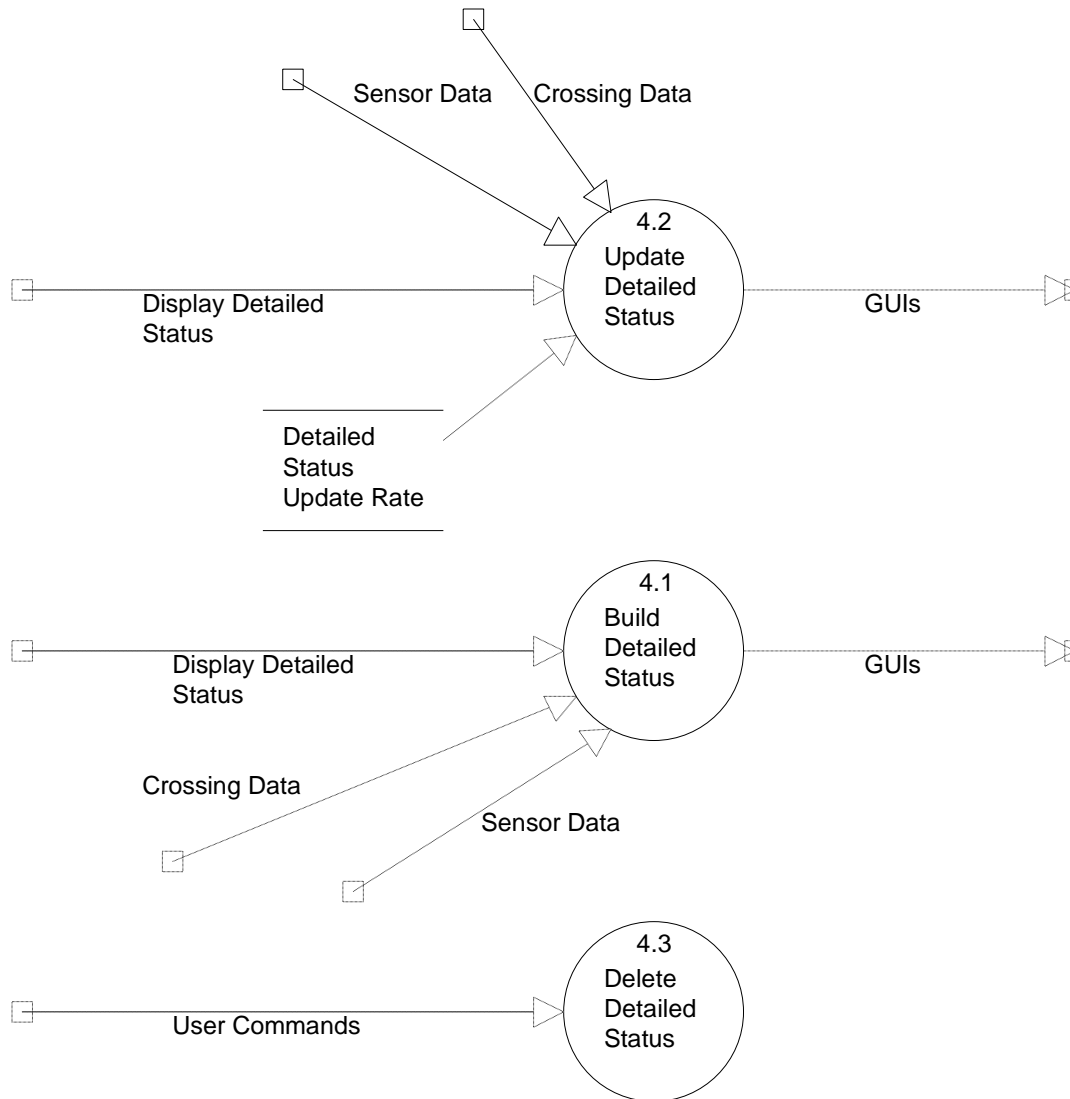 Sensor Data
Crossing Data
4.2
Update
Detailed
Status
Display Detailed
Status
GUIs
Detailed
Status
Update Rate
4.1
Build
Detailed
Status
Display Detailed
Status
GUIs
Crossing Data
Sensor Data
4.3
Delete
Detailed
Status
User Commands